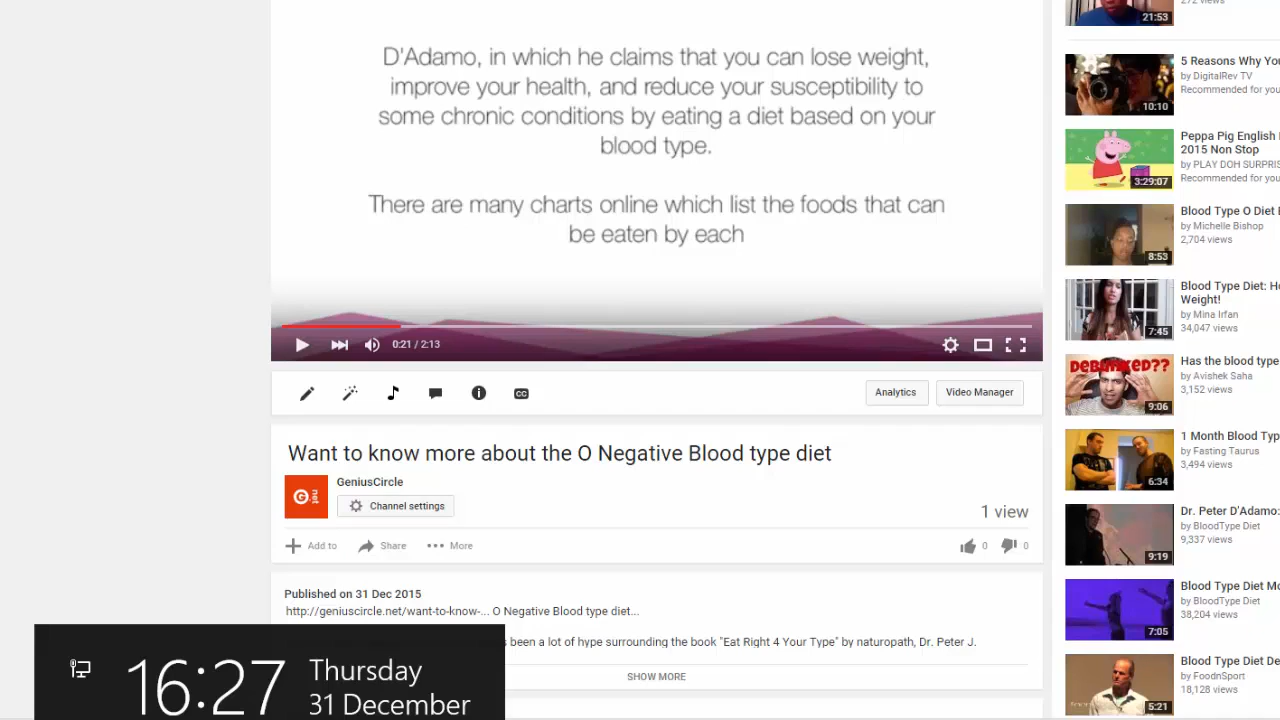 D'Adamo, in which he claims that you can lose weight,
improve your health, and reduce your susceptibility to
some chronic conditions by eating a diet based on your
blood type.
There are many charts online which list the foods that can
be eaten by each
0:21 / 2:13
cc
Analytics
Video Manager
Want to know more about the O Negative Blood type diet
G net
GeniusCircle
Channel settings
1 view
Add to
Share
More
0
0
Published on 31 Dec 2015
http://geniuscircle.net/want-to-know-... O Negative Blood type diet...
been a lot of hype surrounding the book "Eat Right 4 Your Type" by naturopath, Dr. Peter J.
SHOW MORE
16:27
Thursday
31 December
21:53
272 views
10:10
5 Reasons Why You
by DigitalRev TV
Recommended for you
3:29:07
Peppa Pig English
2015 Non Stop
by PLAY DOH SURPRIS
Recommended for you
8:53
Blood Type O Diet
by Michelle Bishop
2,704 views
7:45
Blood Type Diet: Ho
Weight!
by Mina Irfan
34,047 views
DEBUNKED??
9:06
Has the blood type
by Avishek Saha
3,152 views
6:34
1 Month Blood Typ
by Fasting Taurus
3,494 views
9:19
Dr. Peter D'Adamo:
by BloodType Diet
9,337 views
7:05
Blood Type Diet Mo
by BloodType Diet
38,204 views
5:21
Blood Type Diet De
by FoodnSport
18,128 views